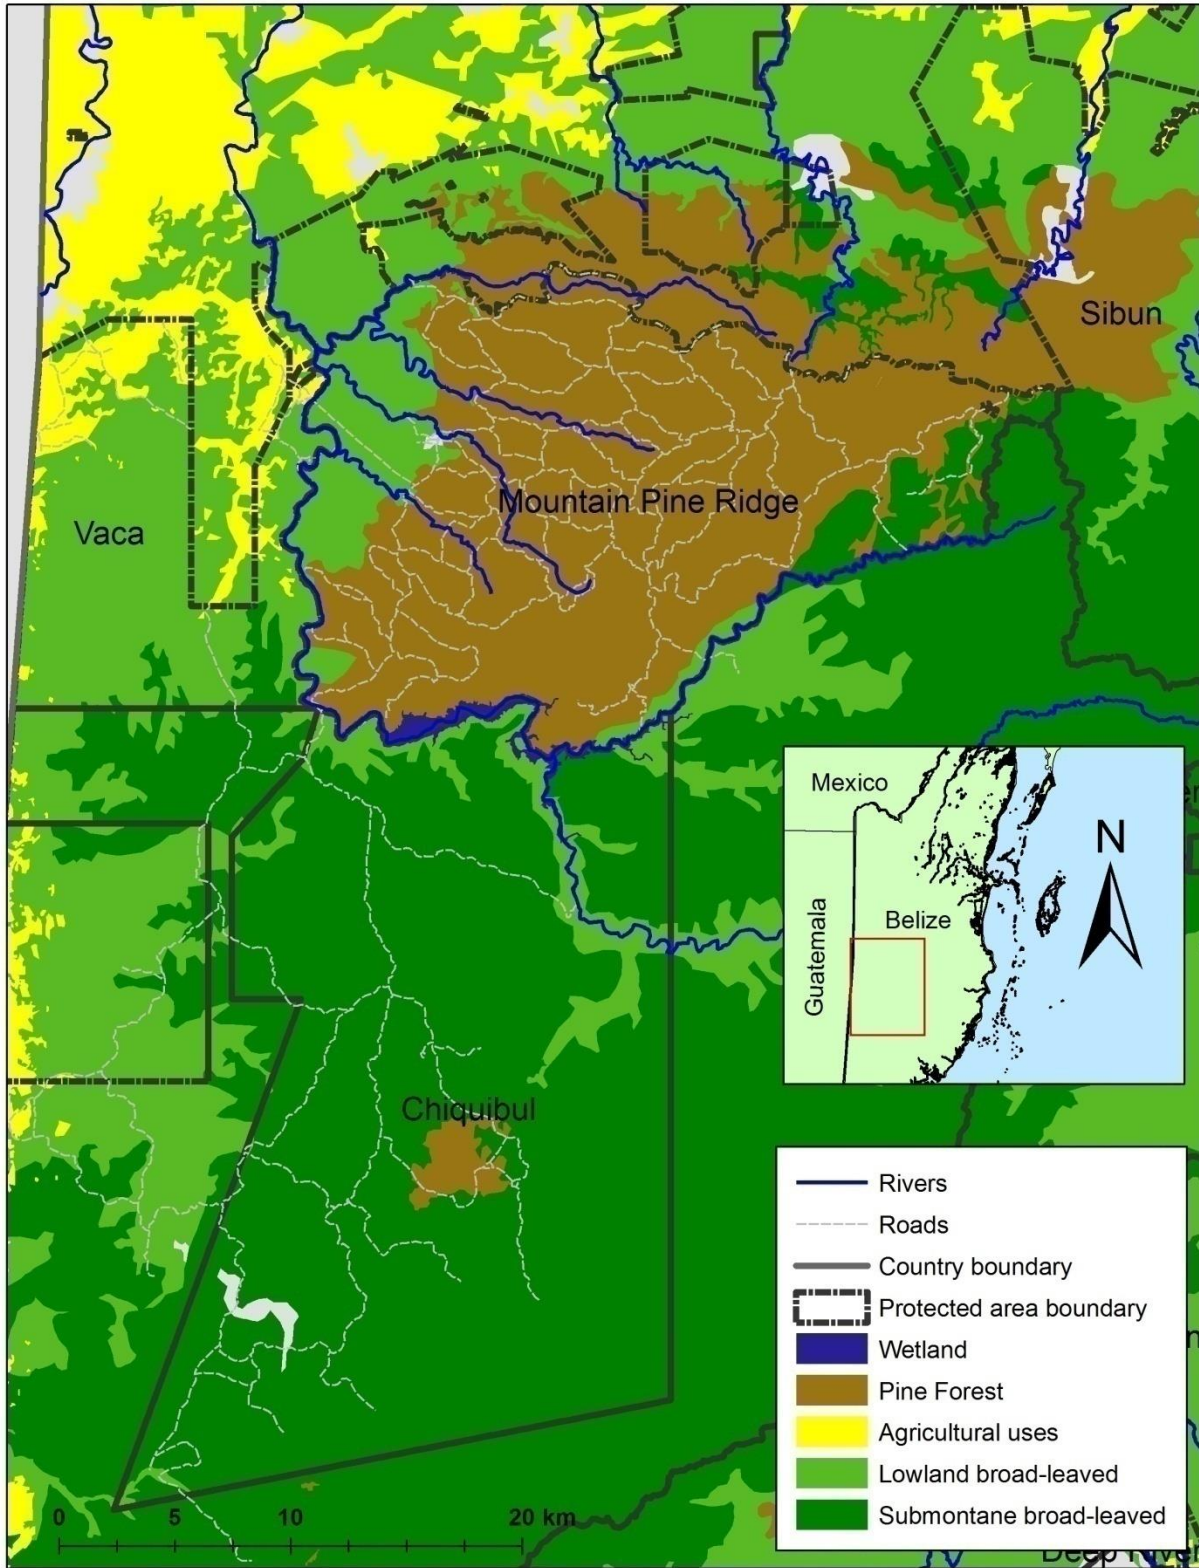 Sibun
Mountain Pine Ridge
Vaca
Mexico
N
Guatemala
Belize
Chiquibul
Rivers
Roads
Country boundary
Protected area boundary
Wetland
Pine Forest
Agricultural uses
Lowland broad-leaved
Submontane broad-leaved
0 5 10 20 km